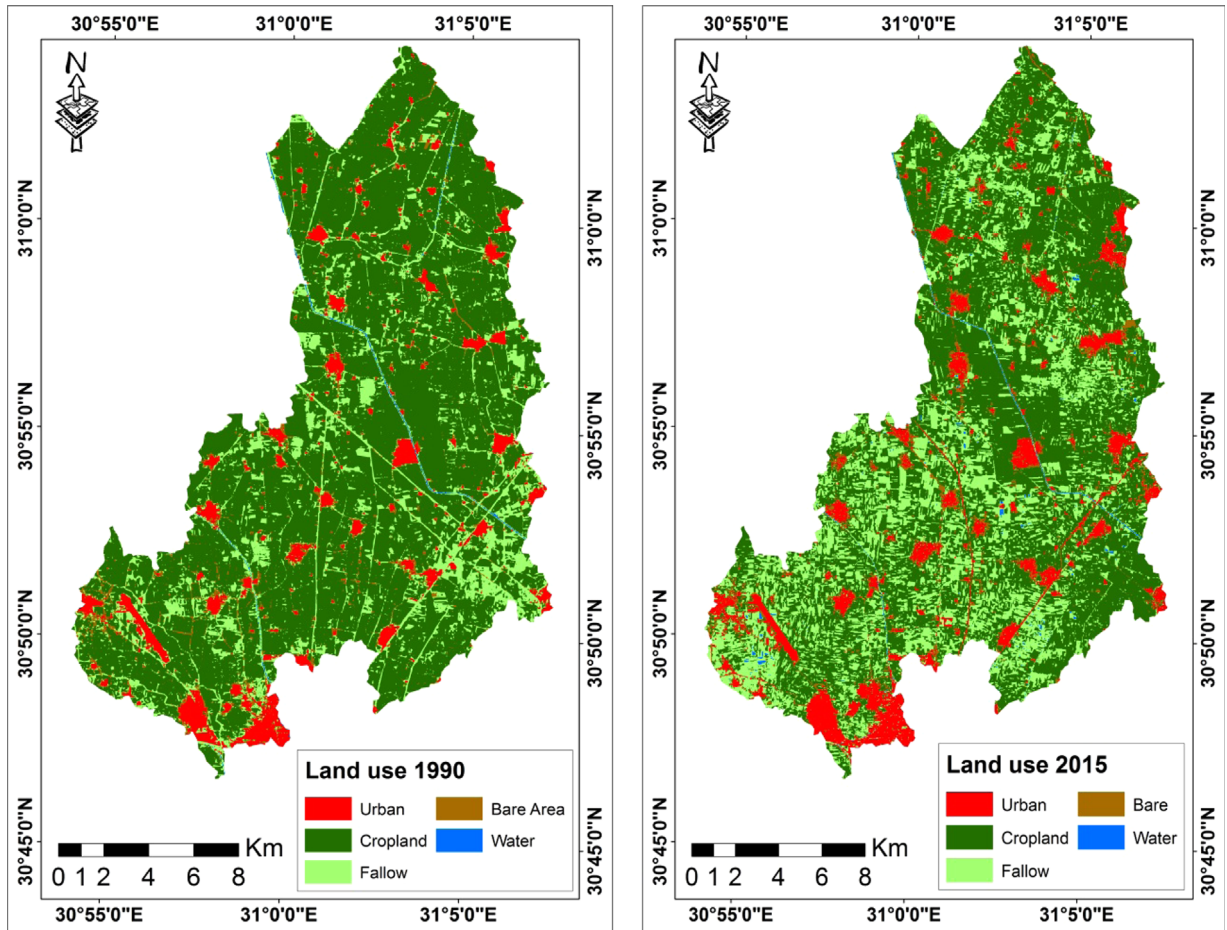 30°55'0"E 31°0'0"E 31°5'0"E
N
31°0'0"N
31°0'0"N
30°55'0"N
30°55'0"N
30°50'0"N
30°50'0"N
30°45'0"N
30°45'0"N
Land use 1990
Urban Bare Area
Cropland Water
Fallow
Km
0 1 2 4 6 8
30°55'0"E 31°0'0"E 31°5'0"E
30°55'0"E 31°0'0"E 31°5'0"E
N
31°0'0"N
31°0'0"N
30°55'0"N
30°55'0"N
30°50'0"N
30°50'0"N
30°45'0"N
30°45'0"N
Land use 2015
Urban Bare
Cropland Water
Fallow
Km
0 1 2 4 6 8
30°55'0"E 31°0'0"E 31°5'0"E